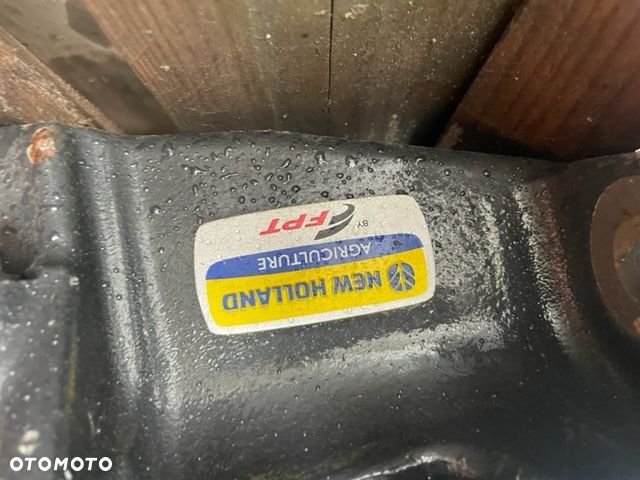 NEW HOLLAND
AGRICULTURE
BY FPT
OTOMOTO